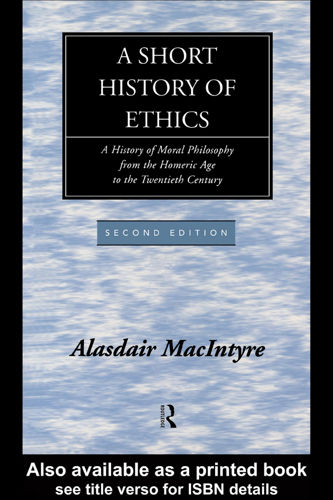 A SHORT
HISTORY OF
ETHICS
A History of Moral Philosophy
from the Homeric Age
to the Twentieth Century
SECOND EDITION
Alasdair MacIntyre
R
ROUTLEDGE
Also available as a printed book
see title verso for ISBN details